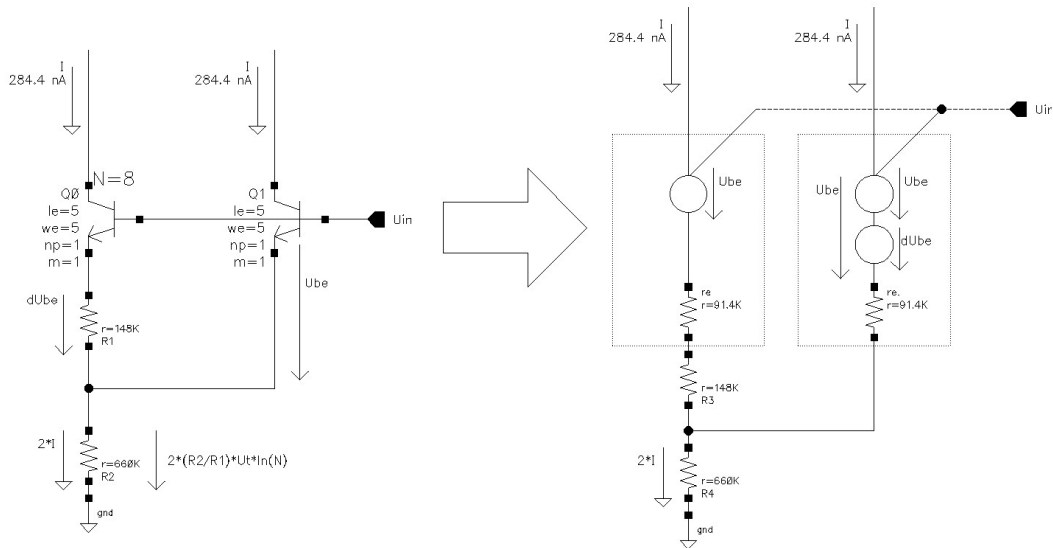 I
284.4 nA
I
284.4 nA
N=8
Q0
le=5
we=5
np=1
m=1
Q1
le=5
we=5
np=1
m=1
Uin
Ube
dUbe
r=148K
R1
2*I
r=660K
R2
2*(R2/R1)*Ut*ln(N)
gnd
I
284.4 nA
I
284.4 nA
Uin
Ube
Ube
Ube
dUbe
re
r=91.4K
re.
r=91.4K
r=148K
R3
2*I
r=660K
R4
gnd